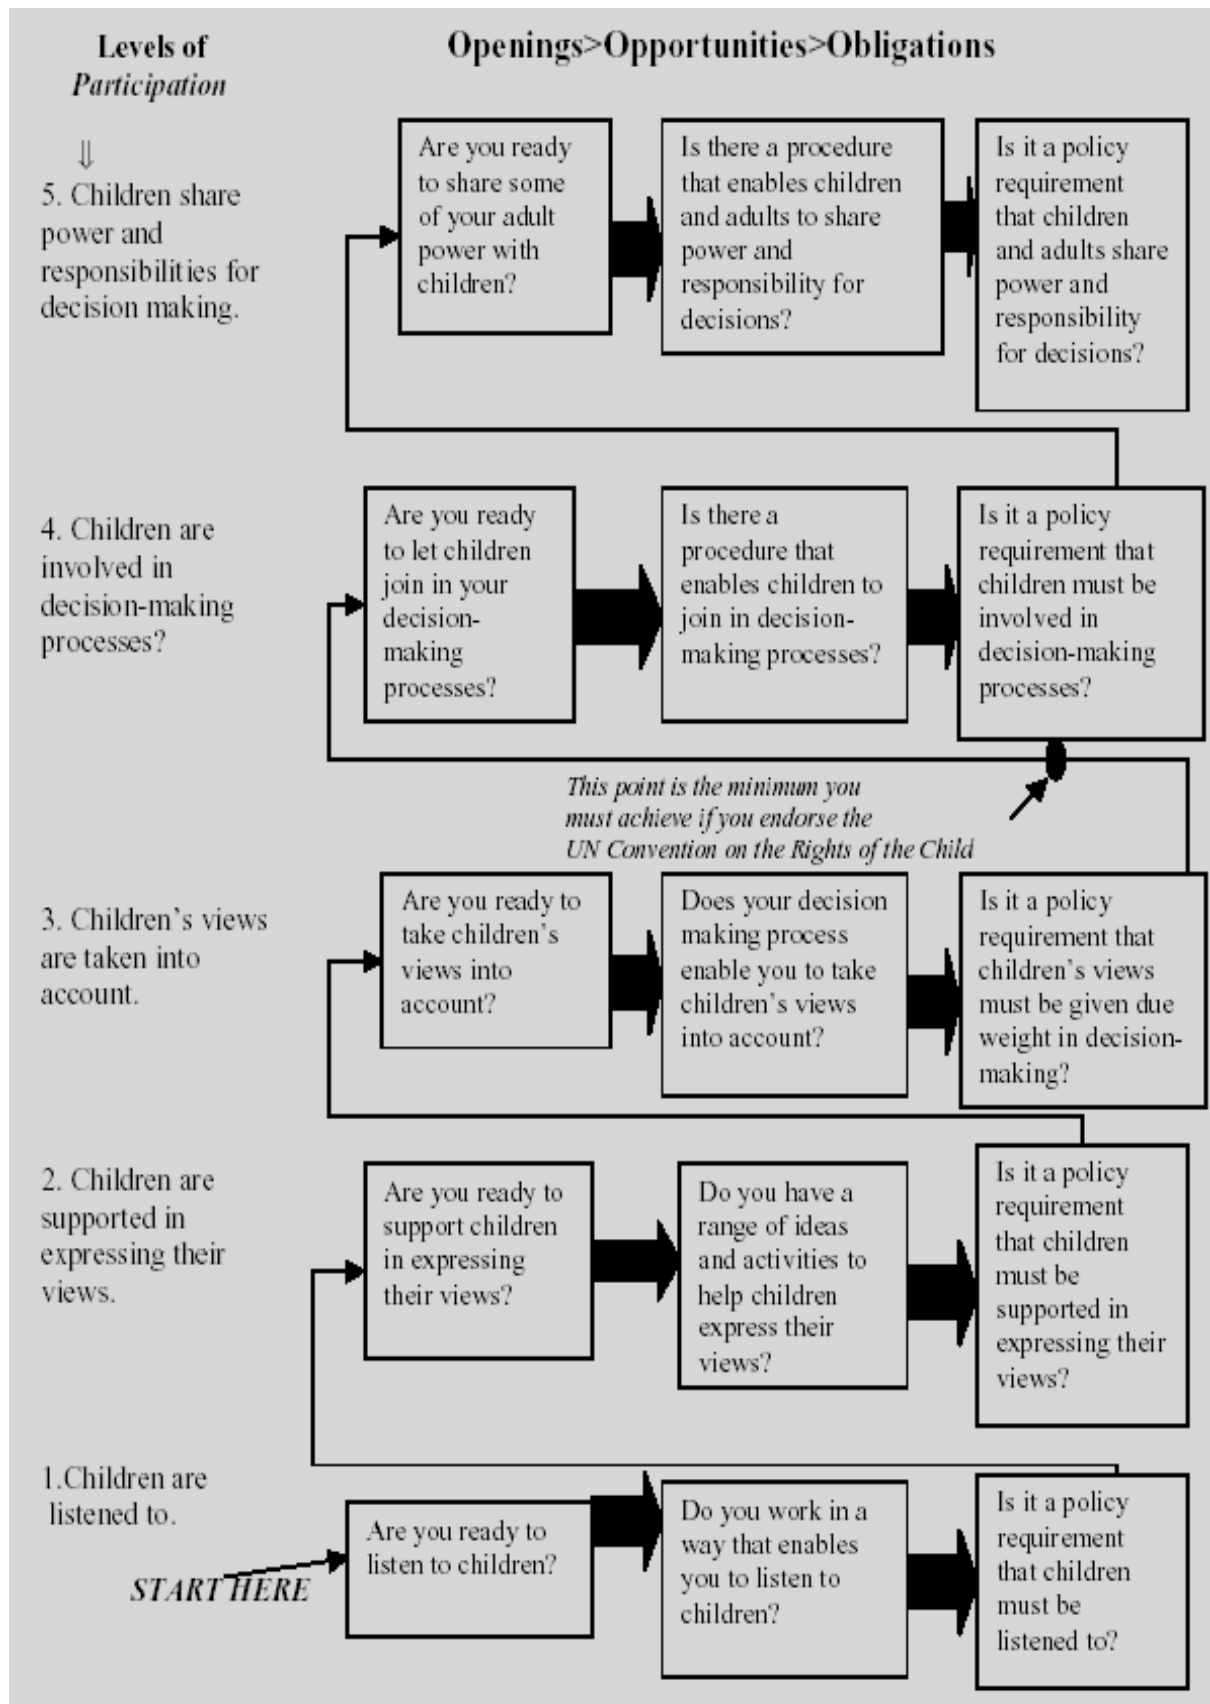 Levels of
Participation
Openings>Opportunities>Obligations
⇓
5. Children share
power and
responsibilities for
decision making.
Are you ready
to share some
of your adult
power with
children?
Is there a procedure
that enables children
and adults to share
power and
responsibility for
decisions?
Is it a policy
requirement
that children
and adults share
power and
responsibility
for decisions?
4. Children are
involved in
decision-making
processes?
Are you ready
to let children
join in your
decision-
making
processes?
Is there a
procedure that
enables children to
join in decision-
making processes?
Is it a policy
requirement that
children must be
involved in
decision-making
processes?
This point is the minimum you
must achieve if you endorse the
UN Convention on the Rights of the Child
3. Children's views
are taken into
account.
Are you ready to
take children's
views into
account?
Does your decision
making process
enable you to take
children's views
into account?
Is it a policy
requirement that
children's views
must be given due
weight in decision-
making?
2. Children are
supported in
expressing their
views.
Are you ready to
support children
in expressing
their views?
Do you have a
range of ideas
and activities to
help children
express their
views?
Is it a policy
requirement
that children
must be
supported in
expressing their
views?
1.Children are
listened to.
START HERE
Are you ready to
listen to children?
Do you work in a
way that enables
you to listen to
children?
Is it a policy
requirement
that children
must be
listened to?